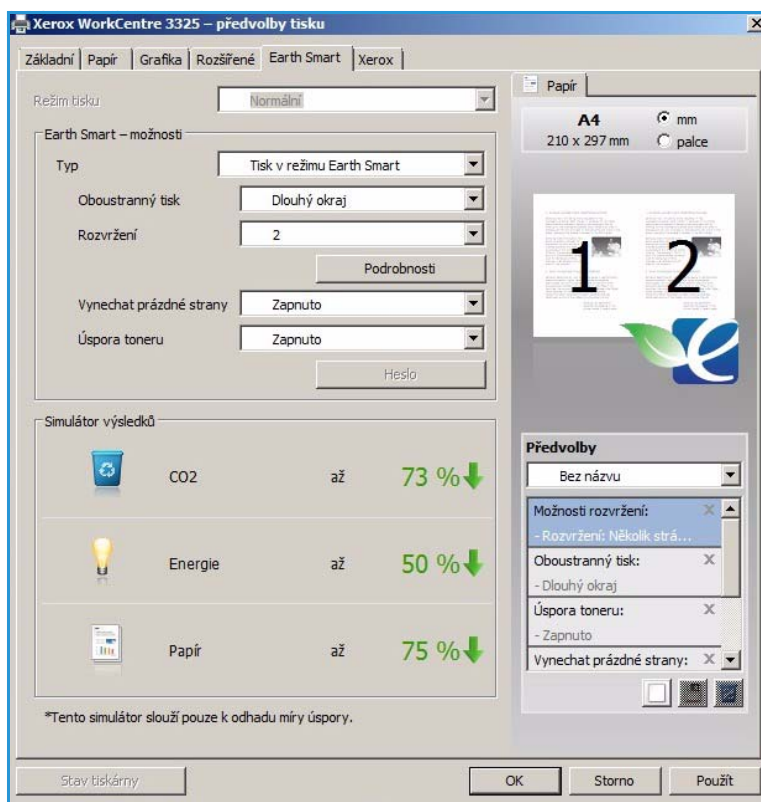 Xerox WorkCentre 3325 – předvolby tisku
Základní Papír Grafika Rozšířené Earth Smart Xerox
Režim tisku Normální
Earth Smart – možnosti
Typ Tisk v režimu Earth Smart
Oboustranný tisk Dlouhý okraj
Rozvržení 2
Podrobnosti
Vynechat prázdné strany Zapnuto
Úspora toneru Zapnuto
Heslo
Simulátor výsledků
CO2 až 73 %
Energie až 50 %
Papír až 75 %
*Tento simulátor slouží pouze k odhadu míry úspory.
Papír
A4 mm
210 x 297 mm palce
1 2
Předvolby
Bez názvu
Možnosti rozvržení: X
- Rozvržení: Několik strá...
Oboustranný tisk: X
- Dlouhý okraj
Úspora toneru: X
- Zapnuto
Vynechat prázdné strany: X
Stav tiskárny OK Storno Použít